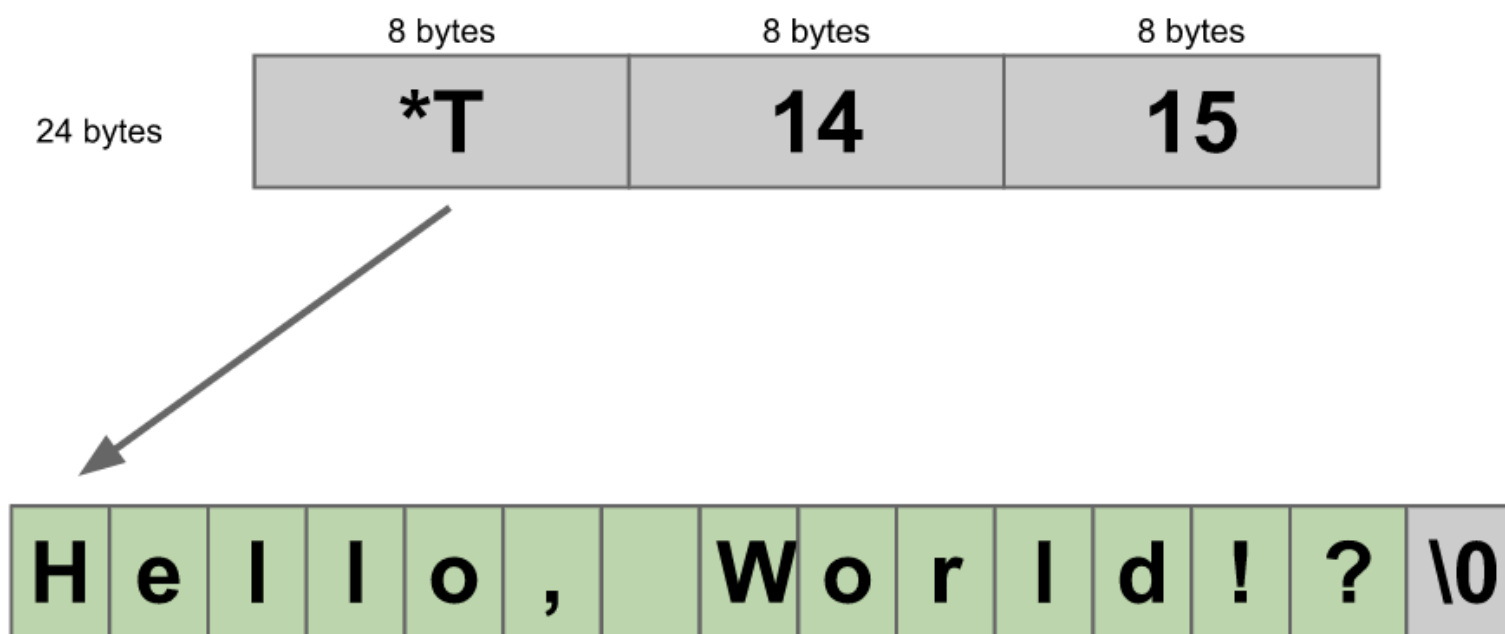 8 bytes 8 bytes 8 bytes
24 bytes *T 14 15
H e l l o , W o r l d ! ? \0